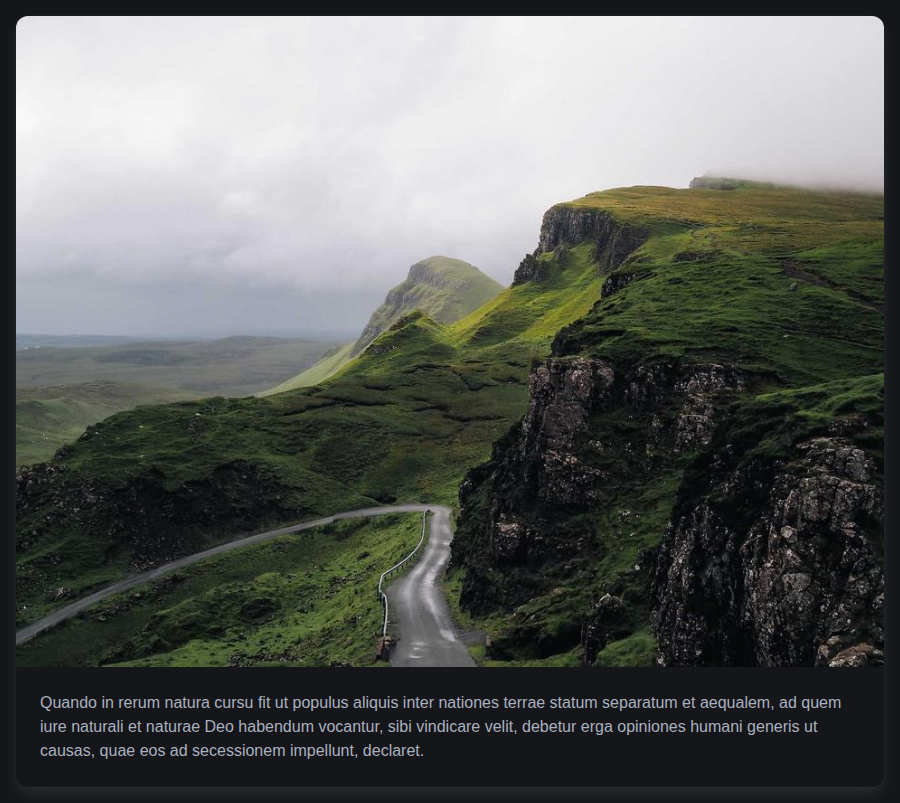 Quando in rerum natura cursu fit ut populus aliquis inter nationes terrae statum separatum et aequalem, ad quem
iure naturali et naturae Deo habendum vocantur, sibi vindicare velit, debetur erga opiniones humani generis ut
causas, quae eos ad secessionem impellunt, declaret.